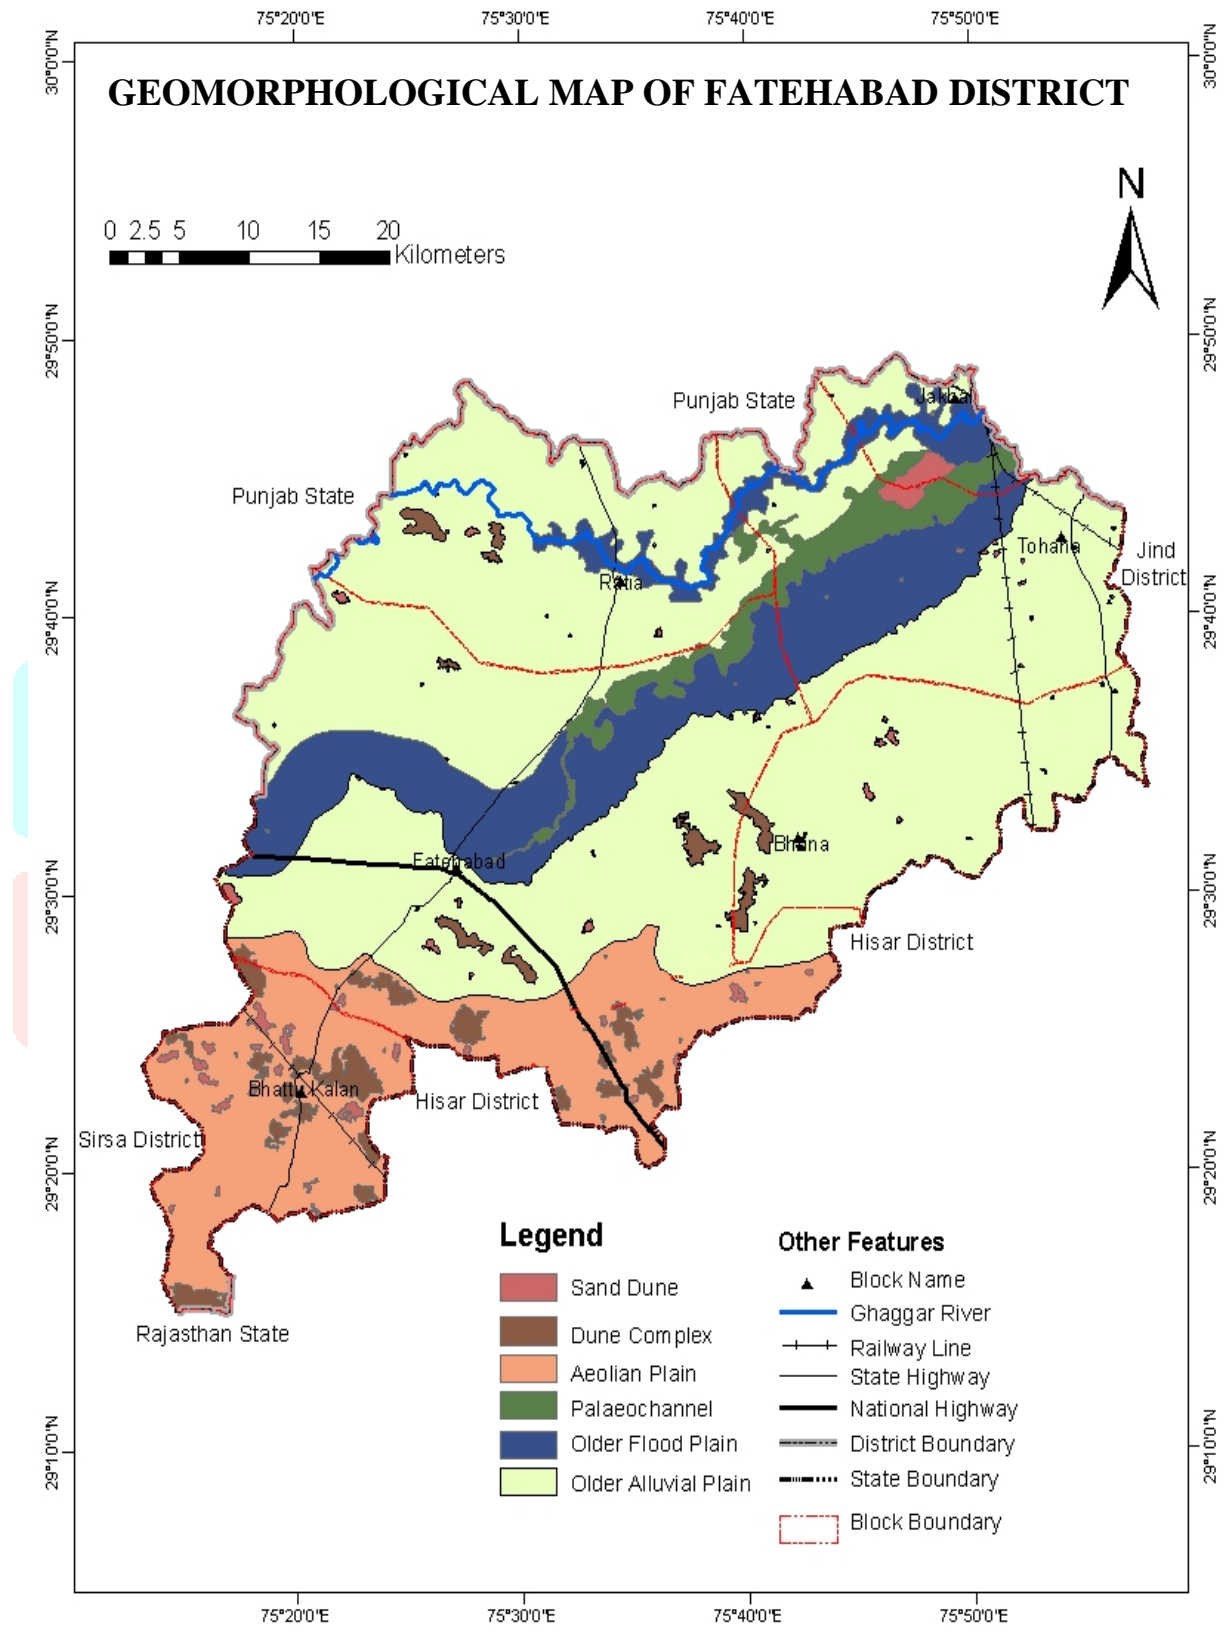 75°20'0"E 75°30'0"E 75°40'0"E 75°50'0"E
30°0'0"N 30°0'0"N
GEOMORPHOLOGICAL MAP OF FATEHABAD DISTRICT
N
0 2.5 5 10 15 20
Kilometers
29°50'0"N 29°50'0"N
Punjab State
Jakhal
Punjab State
Tohana
Jind
District
Ratia
29°40'0"N 29°40'0"N
Bhuna
Fatehabad
29°30'0"N 29°30'0"N
Hisar District
Bhattu Kalan
Hisar District
Sirsa District
29°20'0"N 29°20'0"N
Rajasthan State
Legend
Sand Dune
Dune Complex
Aeolian Plain
Palaeochannel
Older Flood Plain
Older Alluvial Plain
Other Features
Block Name
Ghaggar River
Railway Line
State Highway
National Highway
District Boundary
State Boundary
Block Boundary
29°10'0"N 29°10'0"N
75°20'0"E 75°30'0"E 75°40'0"E 75°50'0"E